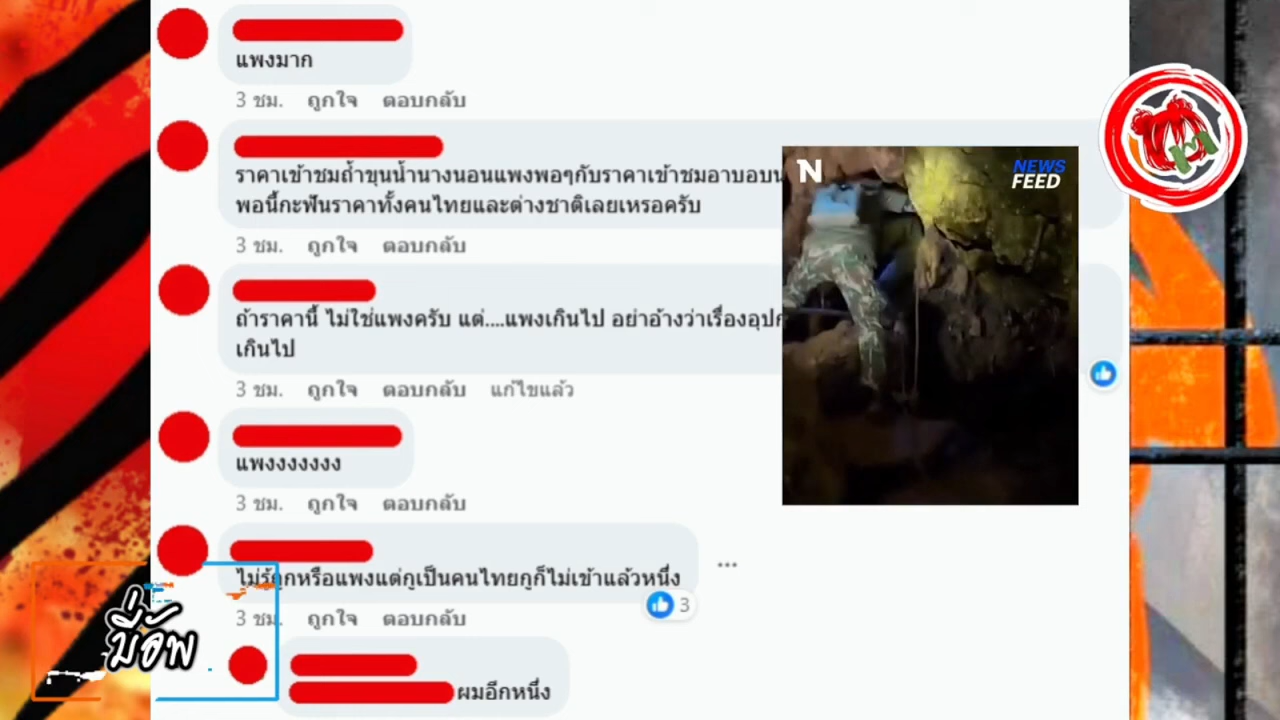 แพงมาก
3 ชม. ถูกใจ ตอบกลับ
ราคาเข้าชมถ้ำขุนน้ำนางนอนแพงพอๆกับราคาเข้าชมอาบอบน
พอนี้กะฟันราคาทั้งคนไทยและต่างชาติเลยเหรอครับ
3 ชม. ถูกใจ ตอบกลับ
ถ้าราคานี้ ไม่ใช่แพงครับ แต่....แพงเกินไป อย่าอ้างว่าเรื่องอุปก
เกินไป
3 ชม. ถูกใจ ตอบกลับ แก้ไขแล้ว
แพงงงงงงง
3 ชม. ถูกใจ ตอบกลับ
ไม่รู้ถูกหรือแพงแต่กูเป็นคนไทยกูก็ไม่เข้าแล้วหนึ่ง
3
3 ชม. ถูกใจ ตอบกลับ
ผมอีกหนึ่ง
N NEWS
FEED
มี่อัพ